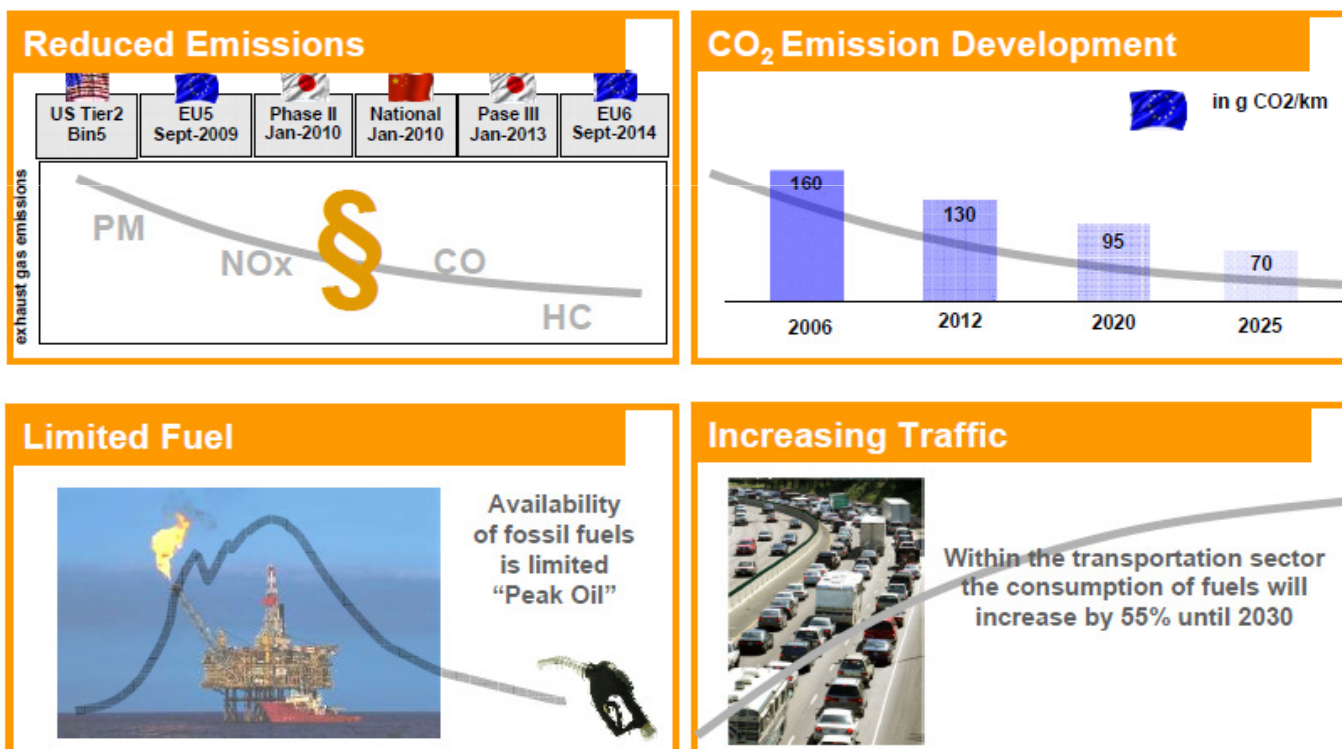 Reduced Emissions
US Tier2
Bin5
EU5
Sept-2009
Phase II
Jan-2010
National
Jan-2010
Pase III
Jan-2013
EU6
Sept-2014
exhaust gas emissions
PM
NOx
§
CO
HC
CO₂ Emission Development
in g CO2/km
160
130
95
70
2006
2012
2020
2025
Limited Fuel
Availability
of fossil fuels
is limited
“Peak Oil”
Increasing Traffic
Within the transportation sector
the consumption of fuels will
increase by 55% until 2030